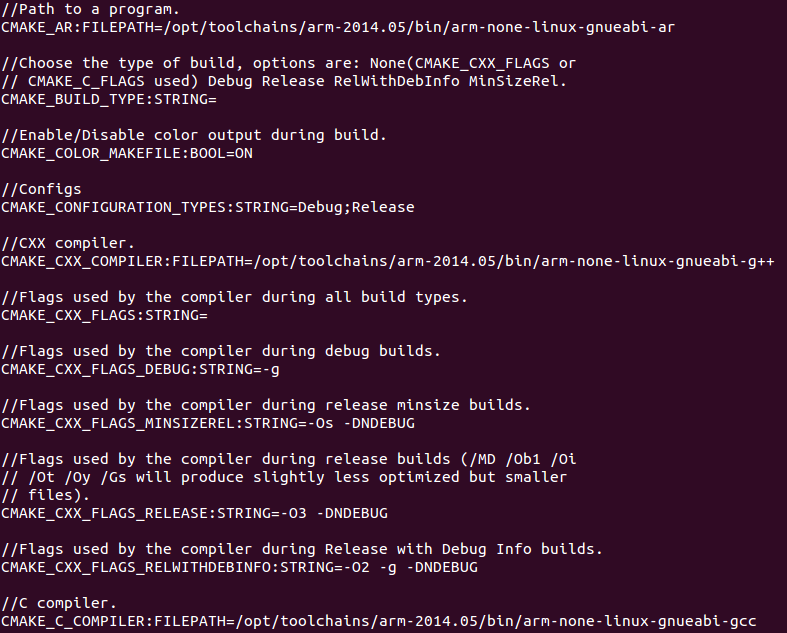 //Path to a program.
CMAKE_AR:FILEPATH=/opt/toolchains/arm-2014.05/bin/arm-none-linux-gnueabi-ar
//Choose the type of build, options are: None(CMAKE_CXX_FLAGS or
// CMAKE_C_FLAGS used) Debug Release RelWithDebInfo MinSizeRel.
CMAKE_BUILD_TYPE:STRING=
//Enable/Disable color output during build.
CMAKE_COLOR_MAKEFILE:BOOL=ON
//Configs
CMAKE_CONFIGURATION_TYPES:STRING=Debug;Release
//CXX compiler.
CMAKE_CXX_COMPILER:FILEPATH=/opt/toolchains/arm-2014.05/bin/arm-none-linux-gnueabi-g++
//Flags used by the compiler during all build types.
CMAKE_CXX_FLAGS:STRING=
//Flags used by the compiler during debug builds.
CMAKE_CXX_FLAGS_DEBUG:STRING=-g
//Flags used by the compiler during release minsize builds.
CMAKE_CXX_FLAGS_MINSIZEREL:STRING=-Os -DNDEBUG
//Flags used by the compiler during release builds (/MD /Ob1 /Oi
// /Ot /Oy /Gs will produce slightly less optimized but smaller
// files).
CMAKE_CXX_FLAGS_RELEASE:STRING=-O3 -DNDEBUG
//Flags used by the compiler during Release with Debug Info builds.
CMAKE_CXX_FLAGS_RELWITHDEBINFO:STRING=-O2 -g -DNDEBUG
//C compiler.
CMAKE_C_COMPILER:FILEPATH=/opt/toolchains/arm-2014.05/bin/arm-none-linux-gnueabi-gcc